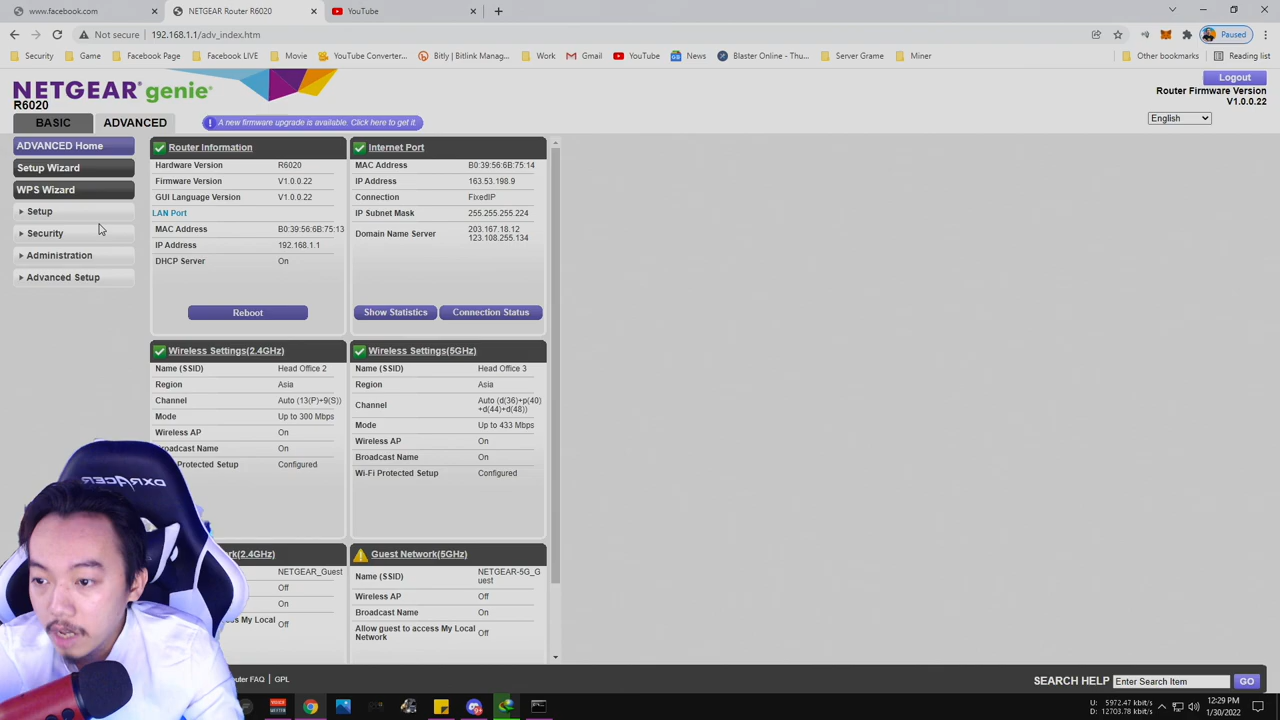 www.facebook.com
NETGEAR Router R6020
YouTube
Not secure
192.168.1.1/adv_index.htm
Paused
Security
Game
Facebook Page
Facebook LIVE
Movie
YouTube Converter...
Bitly | Bitlink Manag...
Work
Gmail
YouTube
News
Blaster Online - Thu...
Server Grame
Miner
Other bookmarks
Reading list
NETGEAR® genie®
R6020
Logout
Router Firmware Version
V1.0.0.22
BASIC
ADVANCED
A new firmware upgrade is available. Click here to get it.
English
ADVANCED Home
Setup Wizard
WPS Wizard
Setup
Security
Administration
Advanced Setup
Router Information
Hardware Version R6020
Firmware Version V1.0.0.22
GUI Language Version V1.0.0.22
LAN Port
MAC Address B0:39:56:6B:75:13
IP Address 192.168.1.1
DHCP Server On
Reboot
Internet Port
MAC Address B0:39:56:6B:75:14
IP Address 163.53.198.9
Connection FixedIP
IP Subnet Mask 255.255.255.224
Domain Name Server 203.167.18.12
123.108.255.134
Show Statistics
Connection Status
Wireless Settings(2.4GHz)
Name (SSID) Head Office 2
Region Asia
Channel Auto (13(P)+9(S))
Mode Up to 300 Mbps
Wireless AP On
Broadcast Name On
Protected Setup Configured
Wireless Settings(5GHz)
Name (SSID) Head Office 3
Region Asia
Channel Auto (d(36)+p(40)
+d(44)+d(48))
Mode Up to 433 Mbps
Wireless AP On
Broadcast Name On
Wi-Fi Protected Setup Configured
(2.4GHz)
NETGEAR_Guest
Off
On
My Local
Off
Guest Network(5GHz)
Name (SSID) NETGEAR-5G_G
uest
Wireless AP Off
Broadcast Name On
Allow guest to access My Local
Network Off
DXRACER
Router FAQ | GPL
SEARCH HELP
Enter Search Item
GO
U: 5972.47 kbit/s
D: 12703.78 kbit/s
12:29 PM
1/30/2022